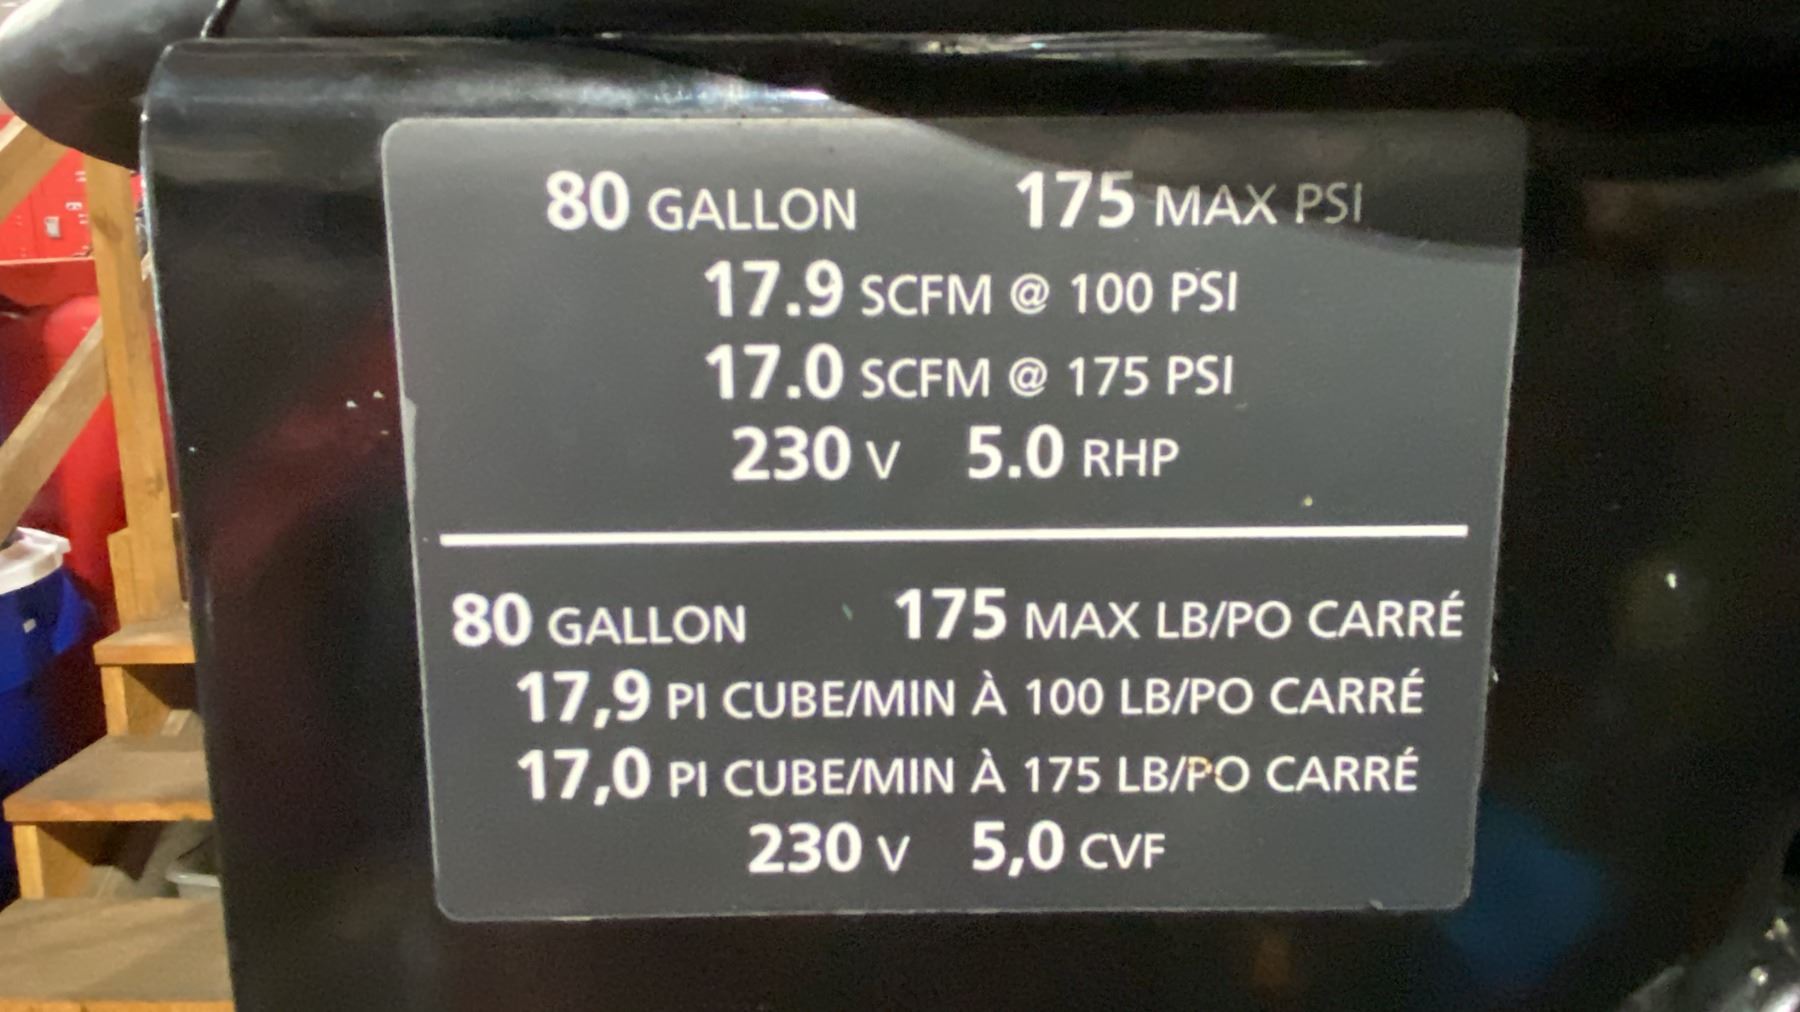 80 GALLON 175 MAX PSI
17.9 SCFM @ 100 PSI
17.0 SCFM @ 175 PSI
230 V 5.0 RHP
80 GALLON 175 MAX LB/PO CARRÉ
17,9 PI CUBE/MIN À 100 LB/PO CARRÉ
17,0 PI CUBE/MIN À 175 LB/PO CARRÉ
230 V 5,0 CVF